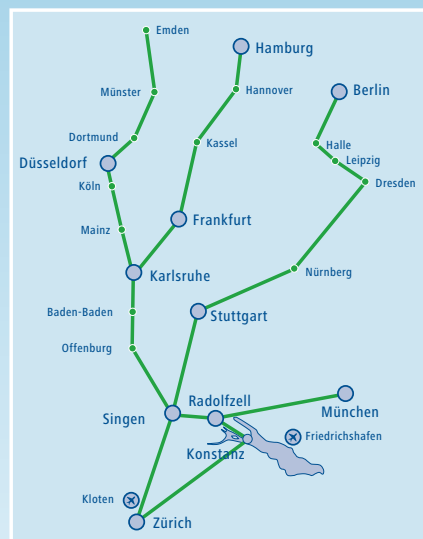 Emden
Hamburg
Münster
Hannover
Berlin
Dortmund
Kassel
Halle
Düsseldorf
Leipzig
Köln
Dresden
Mainz
Frankfurt
Karlsruhe
Nürnberg
Baden-Baden
Stuttgart
Offenburg
Radolfzell
München
Singen
Friedrichshafen
Konstanz
Kloten
Zürich